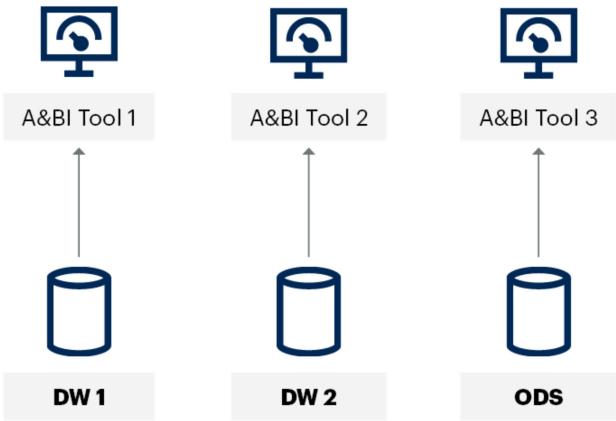 A&BI Tool 1
A&BI Tool 2
A&BI Tool 3
DW 1
DW 2
ODS